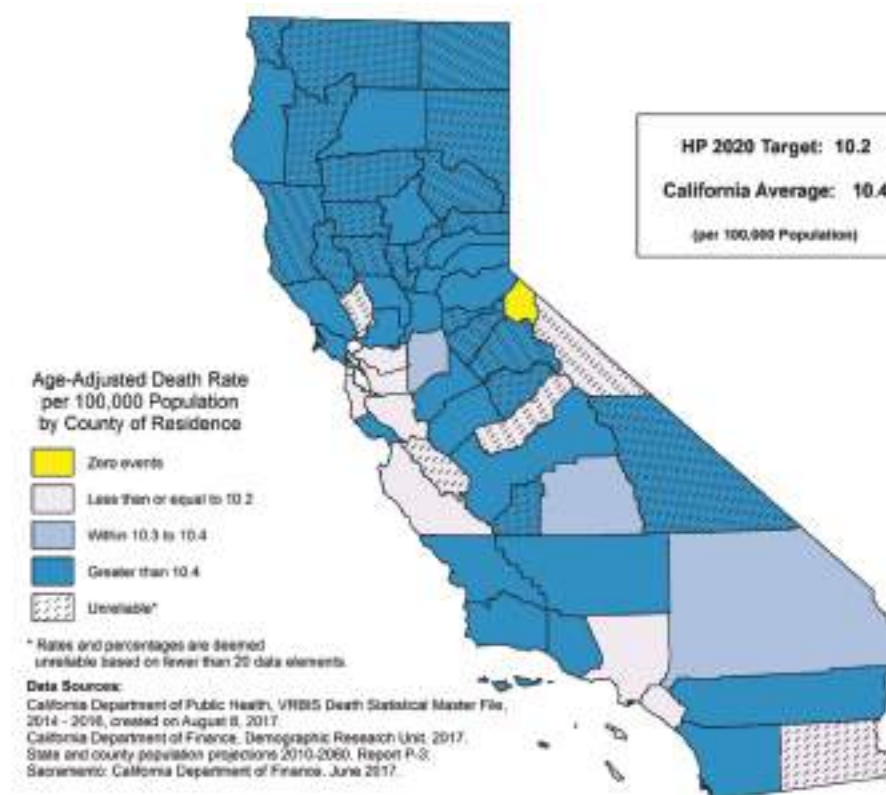 HP 2020 Target: 10.2
California Average: 10.4
(per 100,000 Population)
Age-Adjusted Death Rate
per 100,000 Population
by County of Residence
Zero events
Less than or equal to 10.2
Within 10.3 to 10.4
Greater than 10.4
Unreliable*
* Rates and percentages are deemed
unreliable based on fewer than 20 data elements.
Data Sources:
California Department of Public Health, VRBIS Death Statistical Master File,
2014 - 2016, created on August 8, 2017.
California Department of Finance, Demographic Research Unit, 2017.
State and county population projections 2010-2060, Report P-3:
Sacramento: California Department of Finance, June 2017.